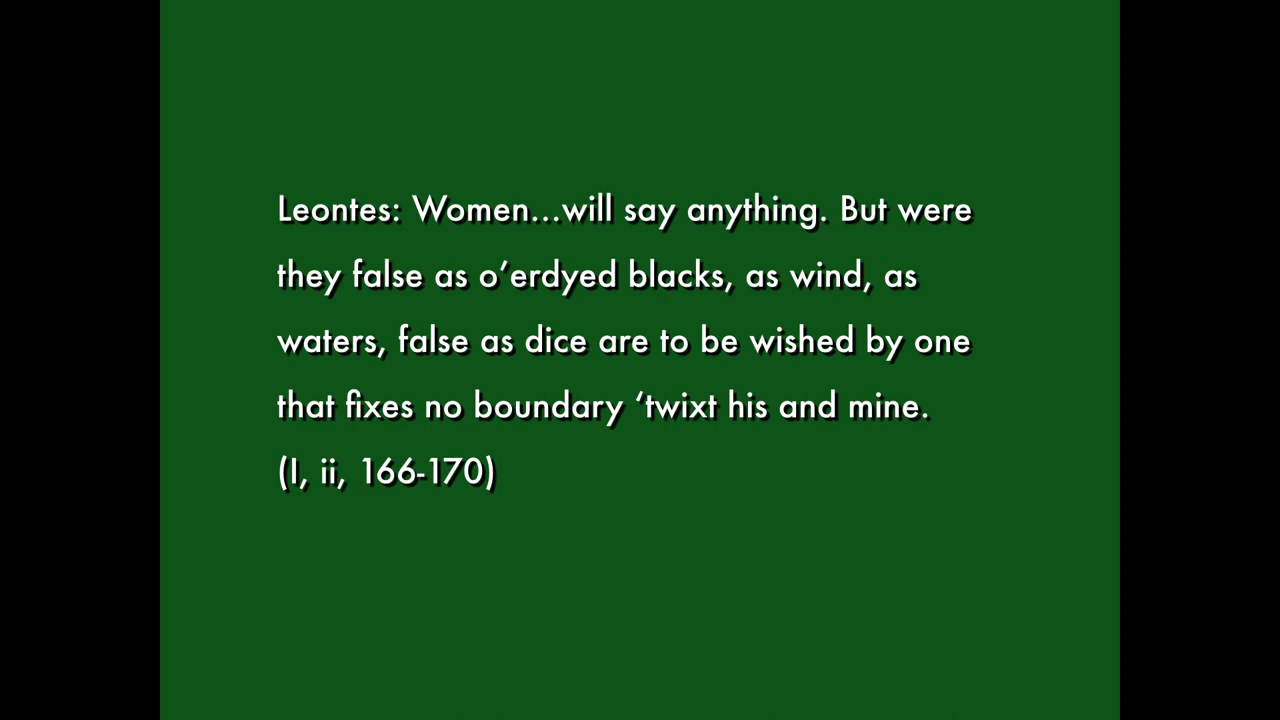 Leontes: Women...will say anything. But were
they false as o’erdyed blacks, as wind, as
waters, false as dice are to be wished by one
that fixes no boundary ‘twixt his and mine.
(I, ii, 166-170)